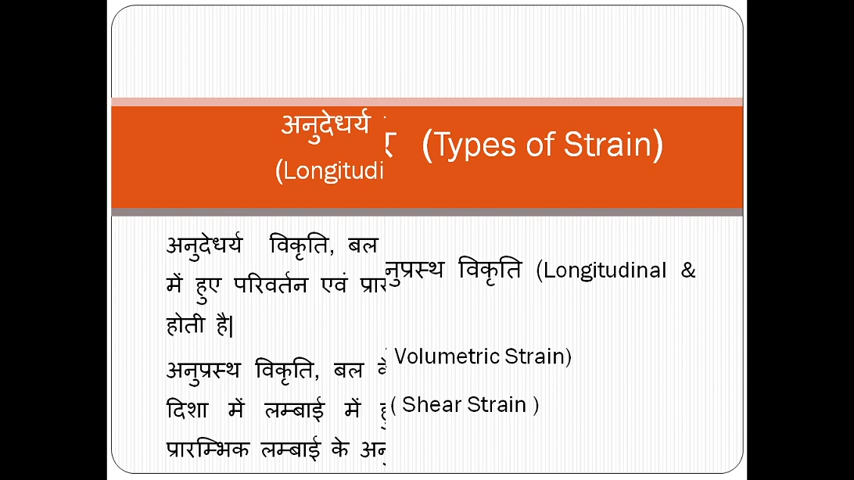 अनुदेधर्य
(Longitudi
(Types of Strain)
अनुदेधर्य विकृति, बल
में हुए परिवर्तन एवं
होती है|
अनुप्रस्थ विकृति, बल
दिशा में लम्बाई में
प्रारम्भिक लम्बाई के
नुप्रस्थ विकृति (Longitudinal &
Volumetric Strain)
( Shear Strain )